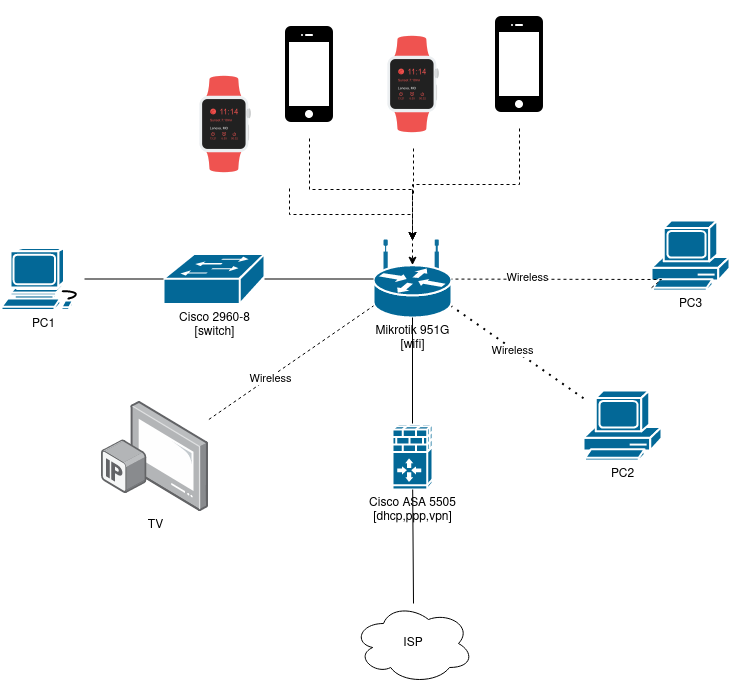 11:14
11:14
Wireless
PC3
PC1
Cisco 2960-8
[switch]
Mikrotik 951G
[wifi]
Wireless
Wireless
PC2
IP
TV
Cisco ASA 5505
[dhcp,ppp,vpn]
ISP